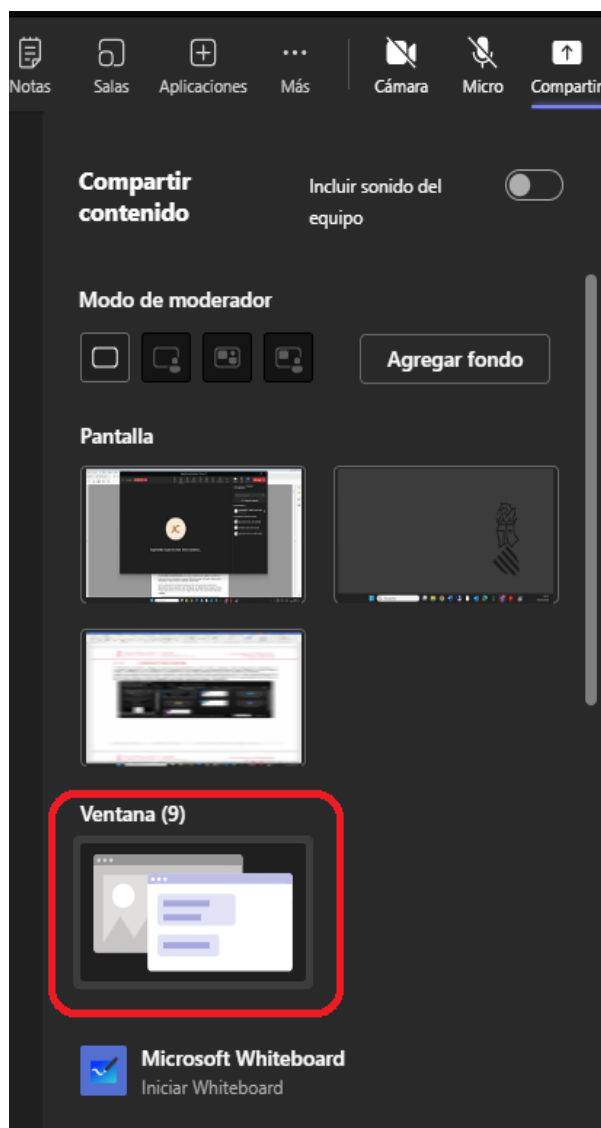 Notas Salas Aplicaciones Más Cámara Micro Compartir
Compartir
contenido
Incluir sonido del
equipo
Modo de moderador
Agregar fondo
Pantalla
Ventana (9)
Microsoft Whiteboard
Iniciar Whiteboard